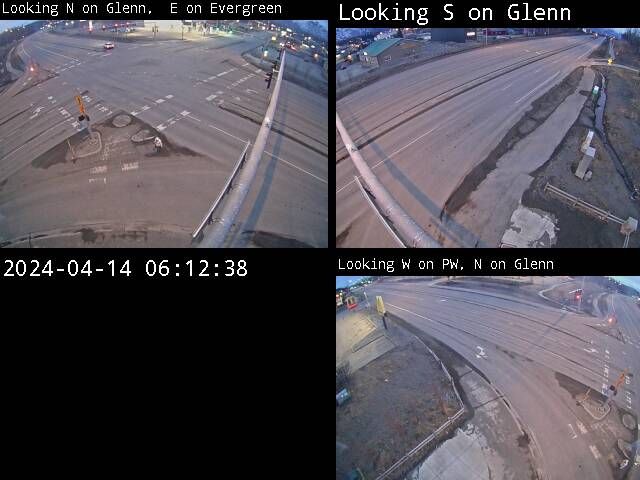 Looking N on Glenn,  E on Evergreen
Looking S on Glenn
2024-04-14 06:12:38
Looking W on PW, N on Glenn